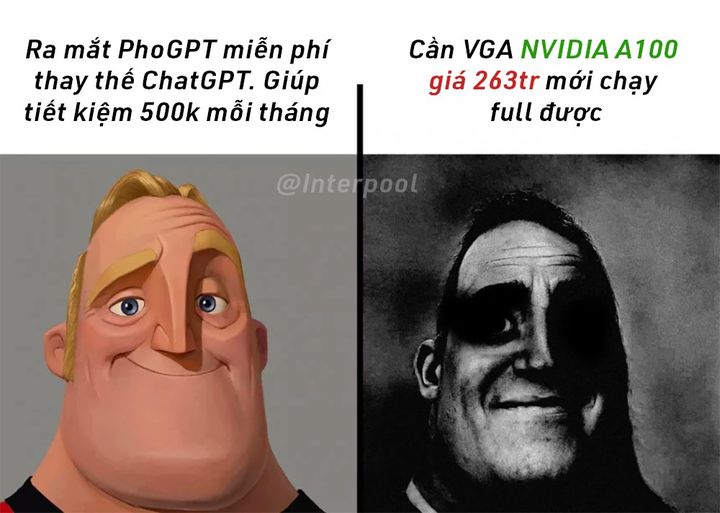 Ra mắt PhoGPT miễn phí
thay thế ChatGPT. Giúp
tiết kiệm 500k mỗi tháng
Cần VGA NVIDIA A100
giá 263tr mới chạy
full được
@Interpool